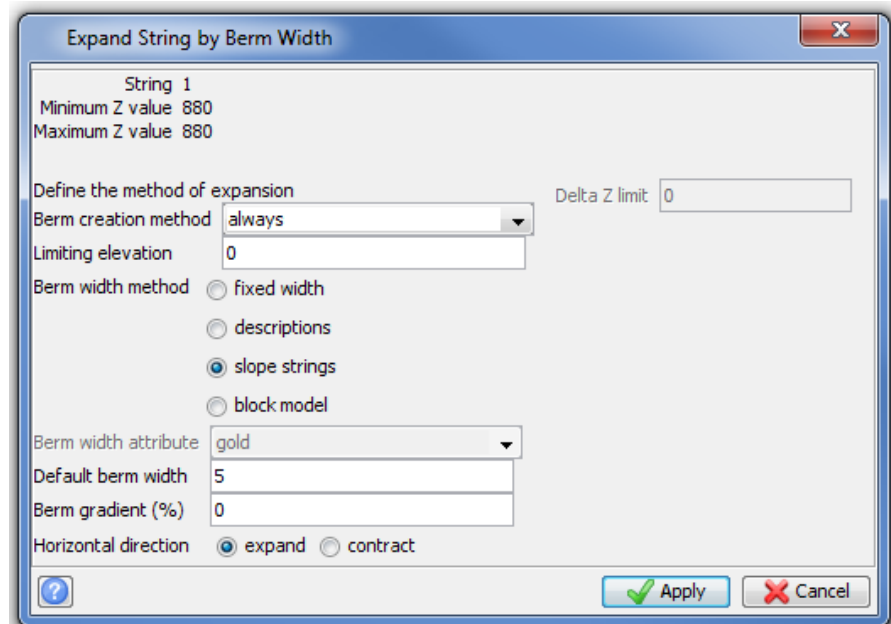 Expand String by Berm Width
String 1
Minimum Z value 880
Maximum Z value 880
Define the method of expansion
Delta Z limit 0
Berm creation method always
Limiting elevation 0
Berm width method fixed width
descriptions
slope strings
block model
Berm width attribute gold
Default berm width 5
Berm gradient (%) 0
Horizontal direction expand contract
? Apply Cancel